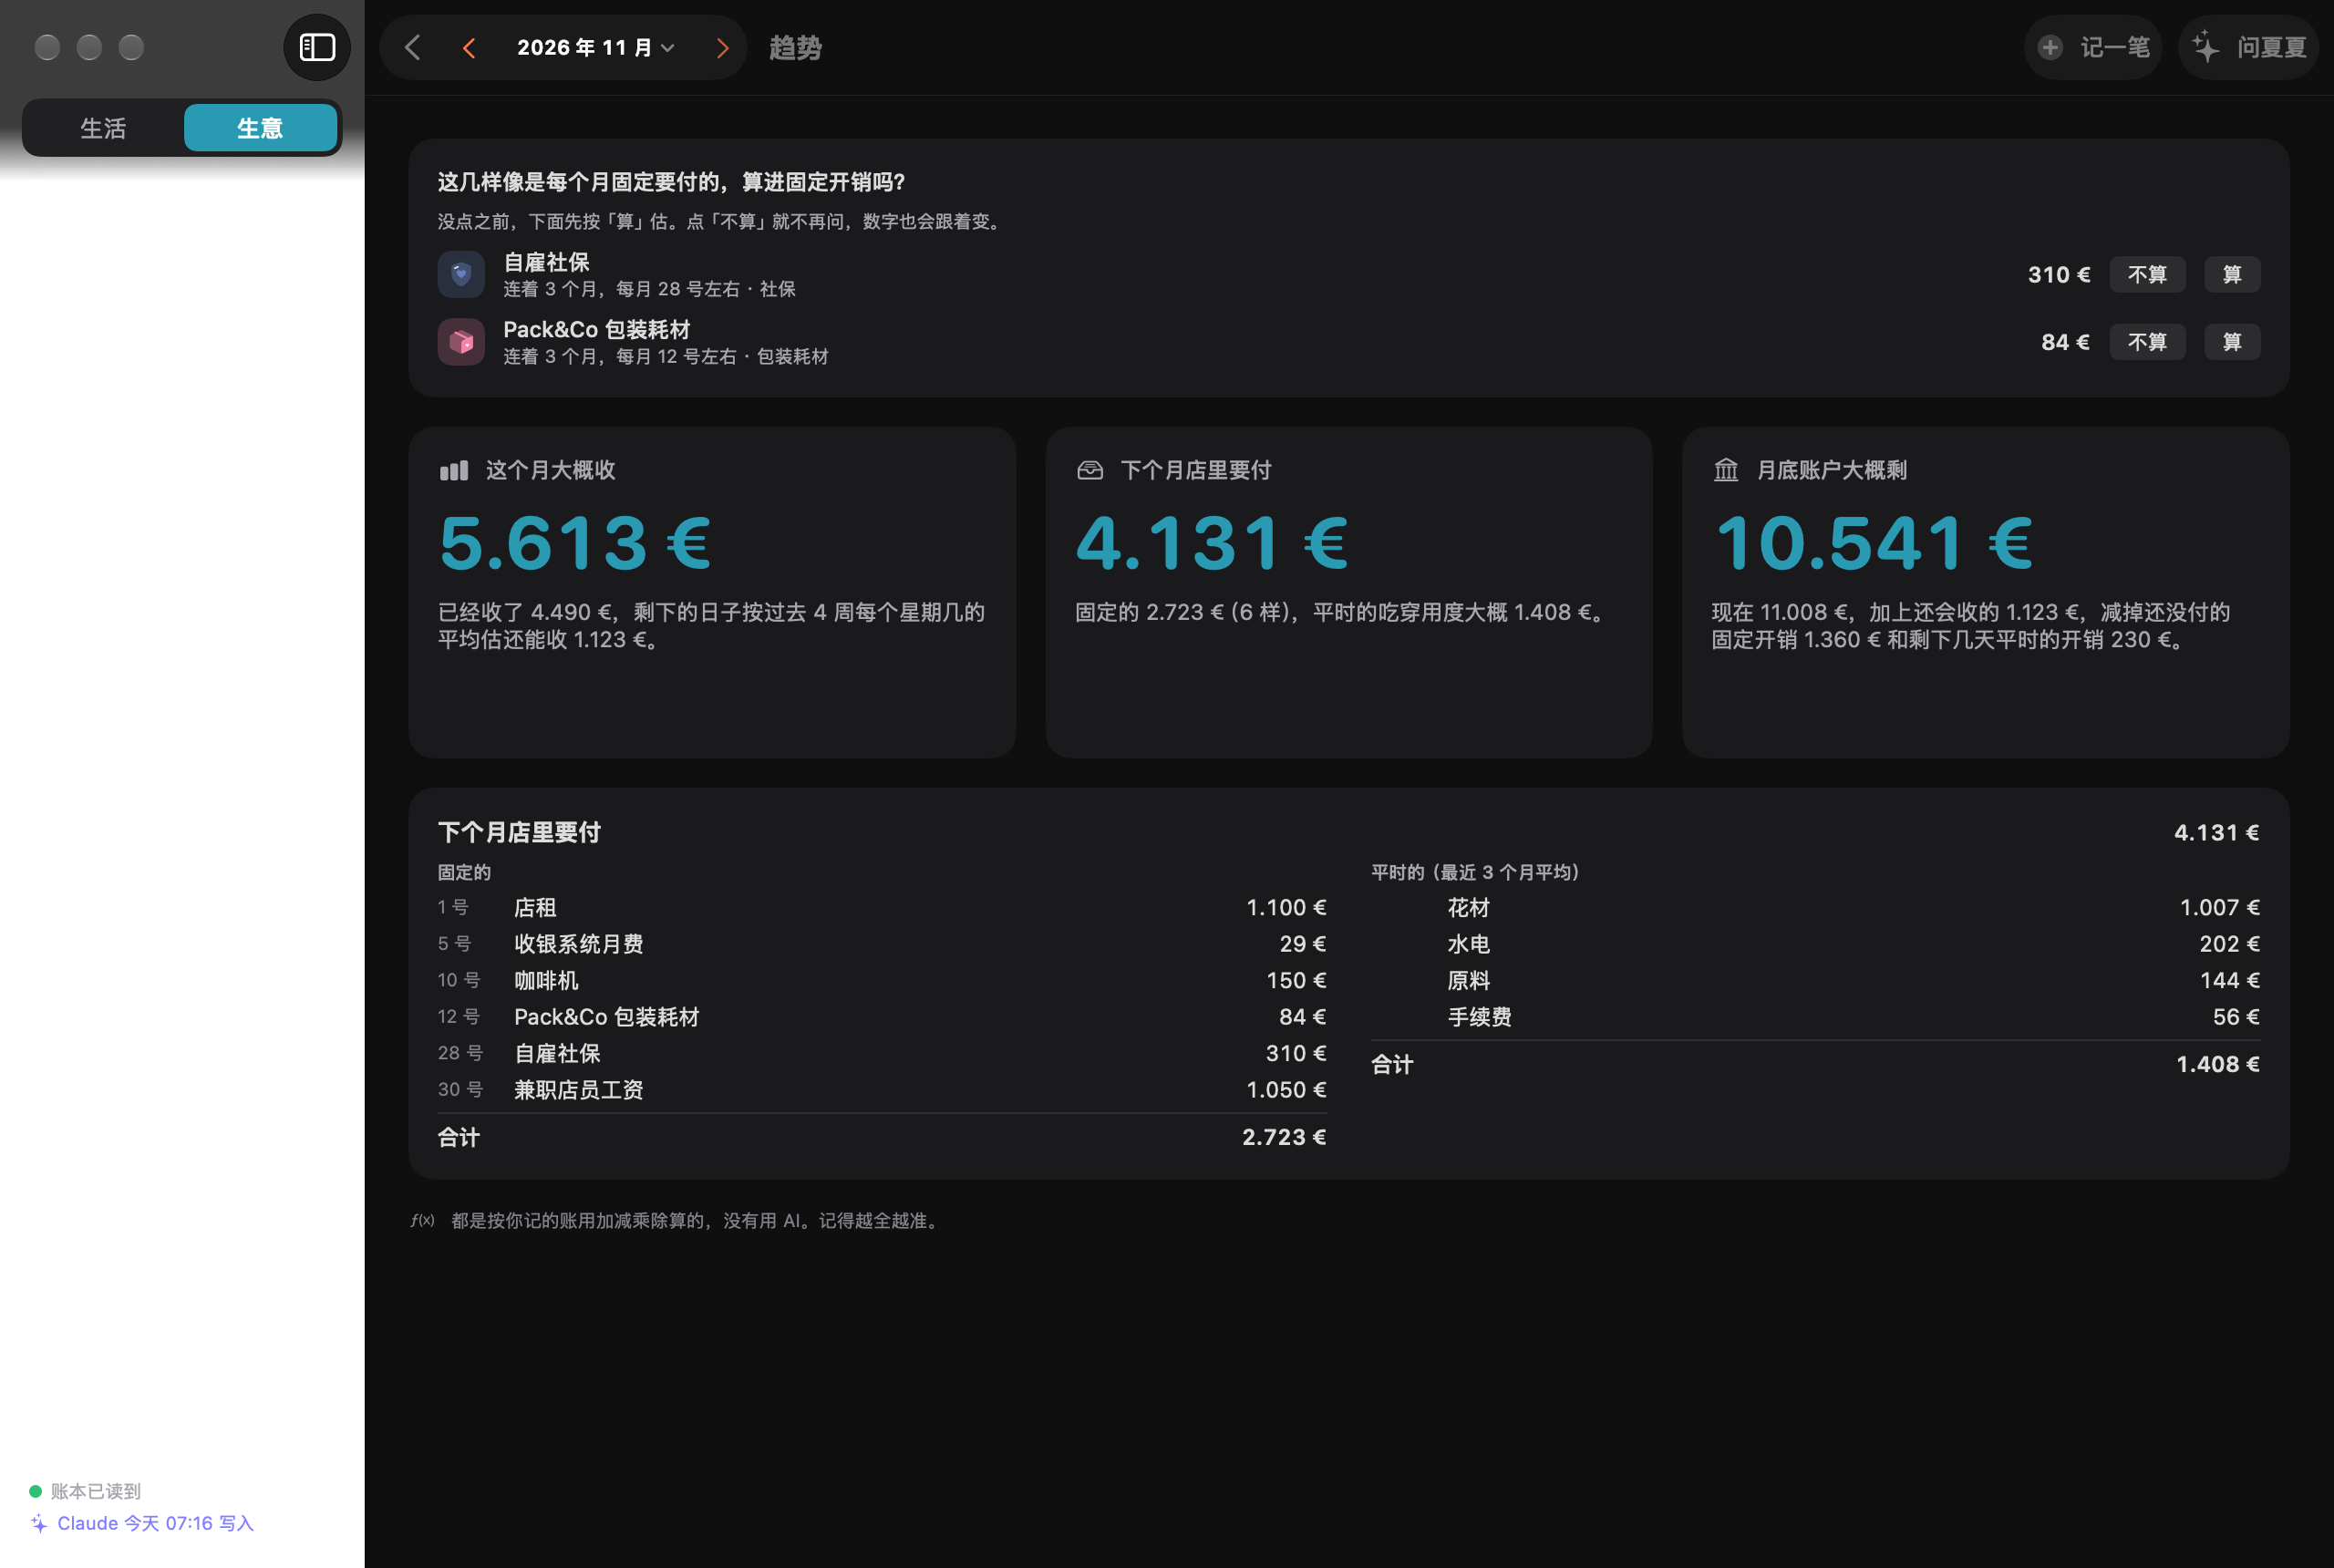 生活
生意
2026 年 11 月
趋势
记一笔
问夏夏
这几样像是每个月固定要付的，算进固定开销吗？
没点之前，下面先按「算」估。点「不算」就不再问，数字也会跟着变。
自雇社保
连着 3 个月，每月 28 号左右 · 社保
310 €
不算
算
Pack&Co 包装耗材
连着 3 个月，每月 12 号左右 · 包装耗材
84 €
不算
算
这个月大概收
5.613 €
已经收了 4.490 €，剩下的日子按过去 4 周每个星期几的
平均估还能收 1.123 €。
下个月店里要付
4.131 €
固定的 2.723 €（6 样），平时的吃穿用度大概 1.408 €。
月底账户大概剩
10.541 €
现在 11.008 €，加上还会收的 1.123 €，减掉还没付的
固定开销 1.360 € 和剩下几天平时的开销 230 €。
下个月店里要付
4.131 €
固定的
1 号 店租 1.100 €
5 号 收银系统月费 29 €
10 号 咖啡机 150 €
12 号 Pack&Co 包装耗材 84 €
28 号 自雇社保 310 €
30 号 兼职店员工资 1.050 €
合计 2.723 €
平时的（最近 3 个月平均）
花材 1.007 €
水电 202 €
原料 144 €
手续费 56 €
合计 1.408 €
f(x) 都是按你记的账用加减乘除算的，没有用 AI。记得越全越准。
账本已读到
Claude 今天 07:16 写入